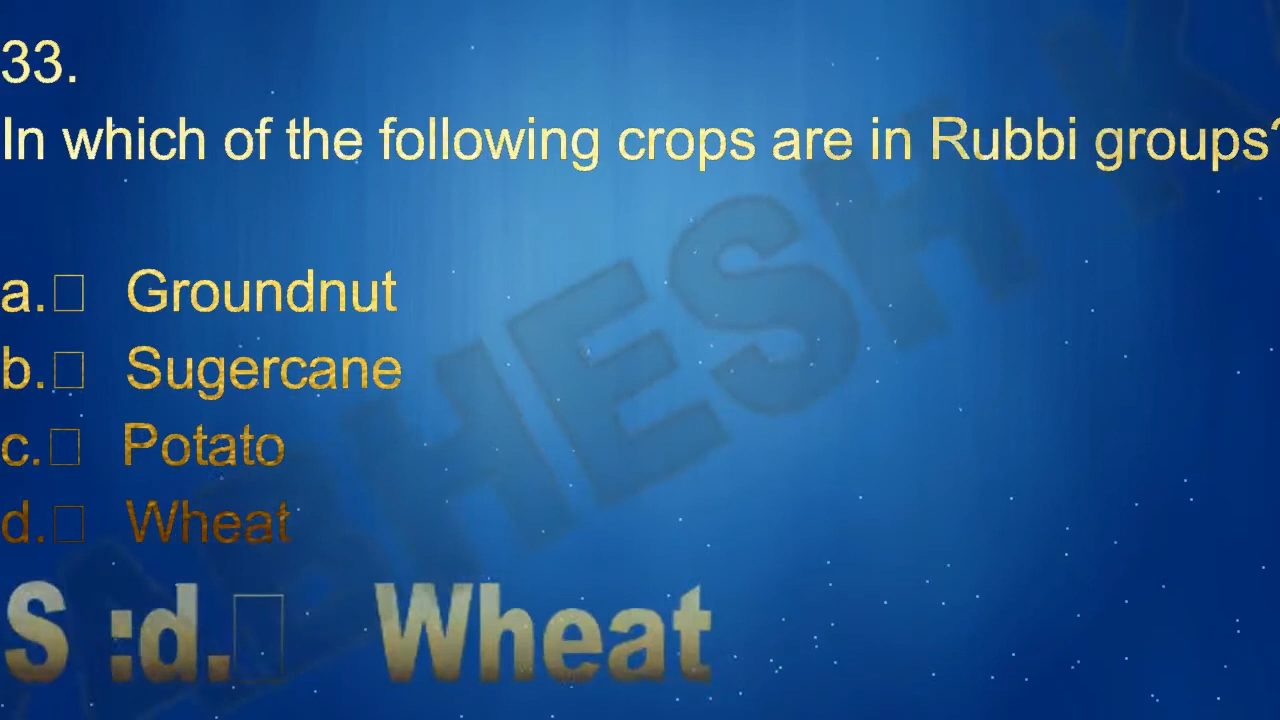 33.
In which of the following crops are in Rubbi groups?
a.□ Groundnut
b.□ Sugercane
c.□ Potato
d.□ Wheat
S :d.□ Wheat